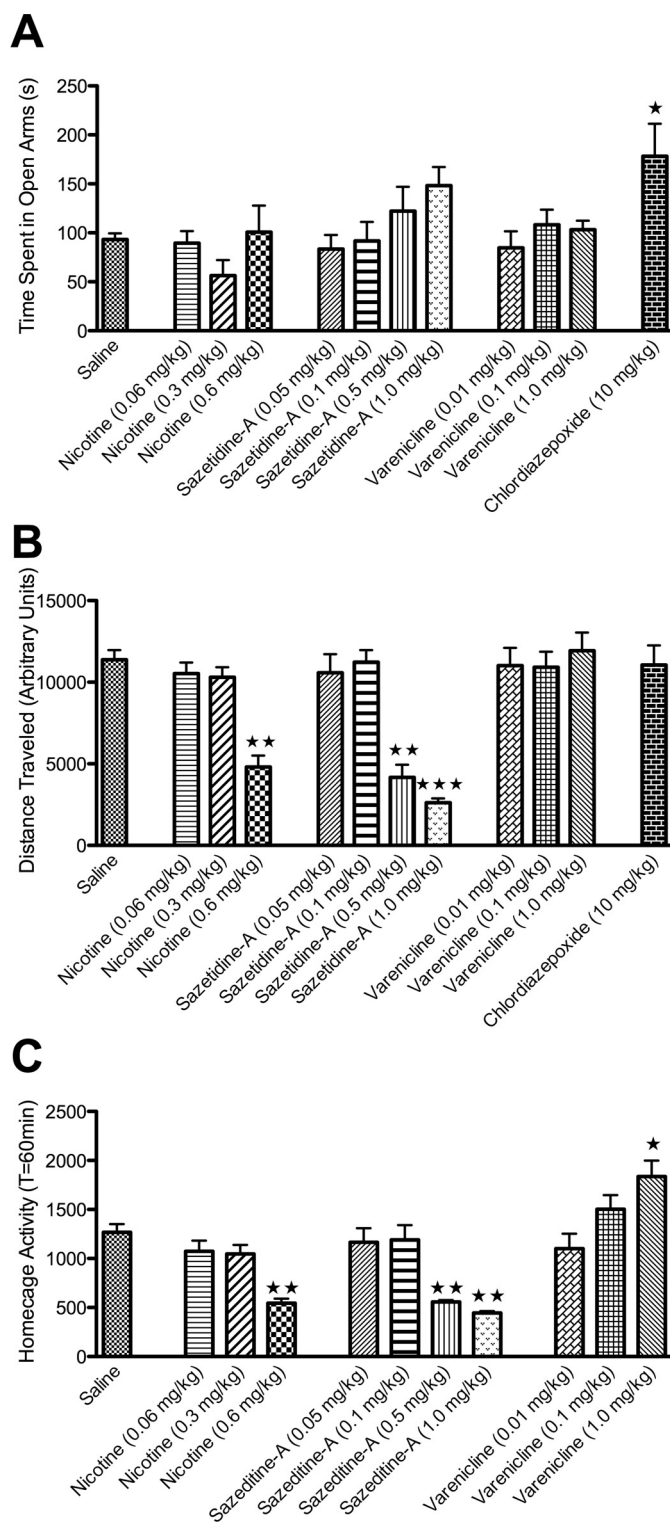 A
Time Spent in Open Arms (s)
250
200
150
100
50
0
★
Saline
Nicotine (0.06 mg/kg)
Nicotine (0.3 mg/kg)
Nicotine (0.6 mg/kg)
Sazetidine-A (0.05 mg/kg)
Sazetidine-A (0.1 mg/kg)
Sazetidine-A (0.5 mg/kg)
Sazetidine-A (1.0 mg/kg)
Varenicline (0.01 mg/kg)
Varenicline (0.1 mg/kg)
Varenicline (1.0 mg/kg)
Chlordiazepoxide (10 mg/kg)
B
Distance Traveled (Arbitrary Units)
15000
10000
5000
0
★★
★★
★★★
Saline
Nicotine (0.06 mg/kg)
Nicotine (0.3 mg/kg)
Nicotine (0.6 mg/kg)
Sazetidine-A (0.05 mg/kg)
Sazetidine-A (0.1 mg/kg)
Sazetidine-A (0.5 mg/kg)
Sazetidine-A (1.0 mg/kg)
Varenicline (0.01 mg/kg)
Varenicline (0.1 mg/kg)
Varenicline (1.0 mg/kg)
Chlordiazepoxide (10 mg/kg)
C
Homecage Activity (T=60min)
2500
2000
1500
1000
500
0
★★
★★
★★
★
Saline
Nicotine (0.06 mg/kg)
Nicotine (0.3 mg/kg)
Nicotine (0.6 mg/kg)
Sazeditine-A (0.05 mg/kg)
Sazeditine-A (0.1 mg/kg)
Sazeditine-A (0.5 mg/kg)
Sazeditine-A (1.0 mg/kg)
Varenicline (0.01 mg/kg)
Varenicline (0.1 mg/kg)
Varenicline (1.0 mg/kg)